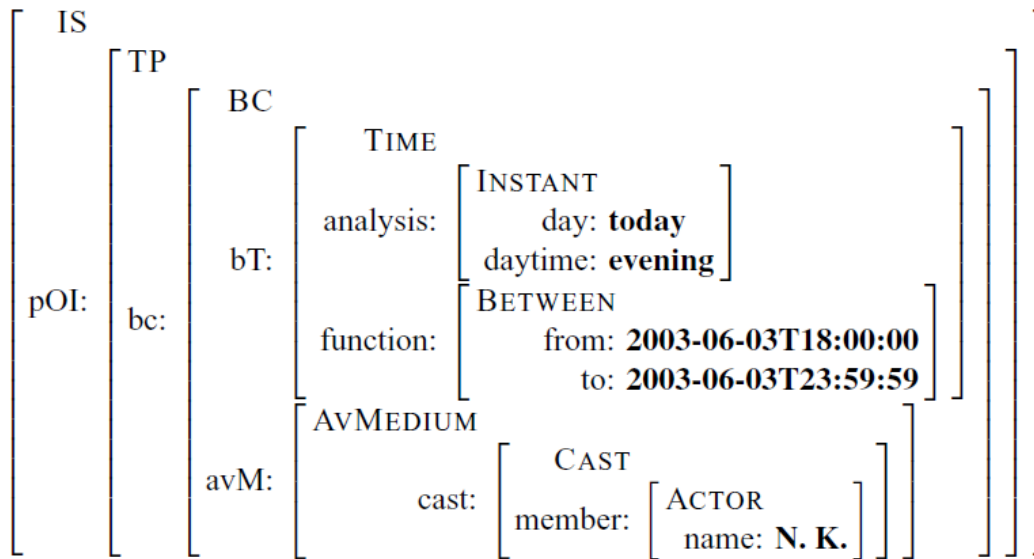 IS
TP
BC
TIME
INSTANT
analysis: day: today
bT: daytime: evening
pOI: bc: BETWEEN
function: from: 2003-06-03T18:00:00
to: 2003-06-03T23:59:59
AVMEDIUM
CAST
avM: cast: ACTOR
member: name: N. K.